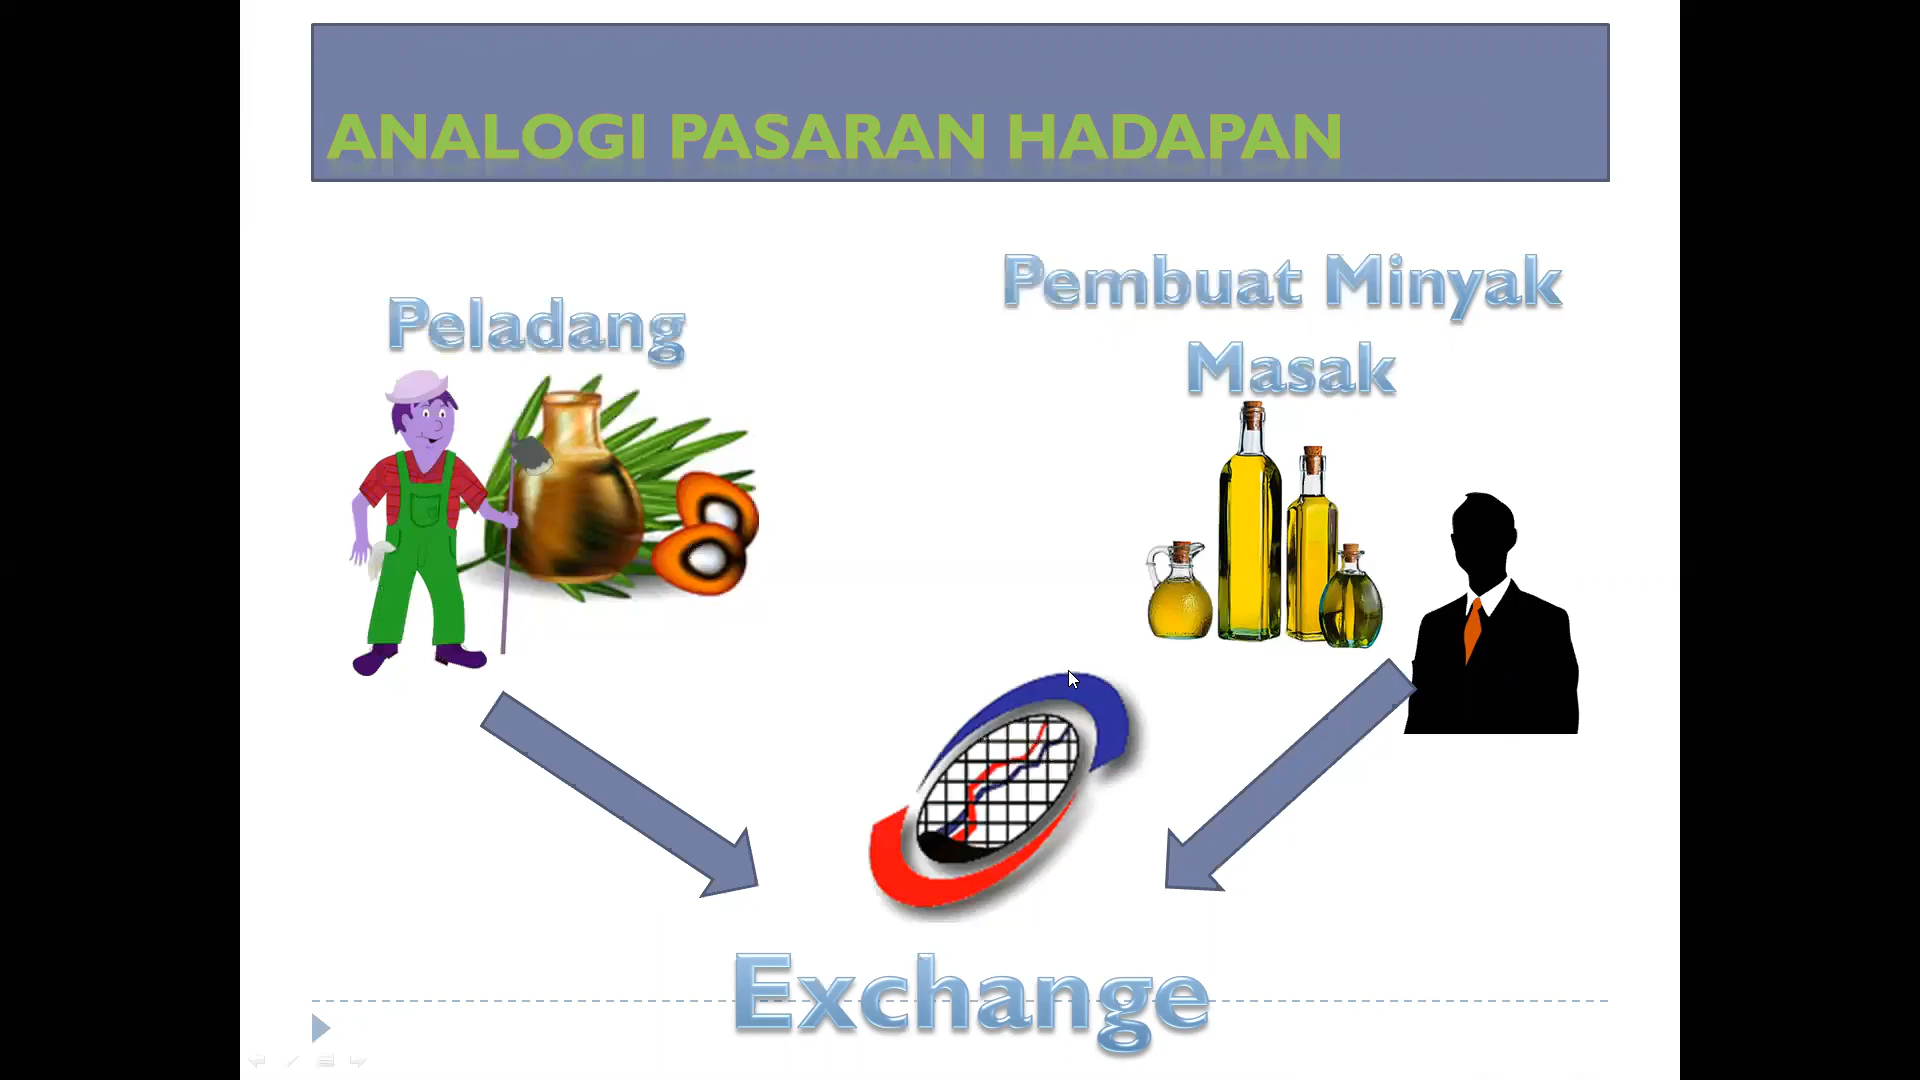 ANALOGI PASARAN HADAPAN
Peladang
Pembuat Minyak
Masak
Exchange